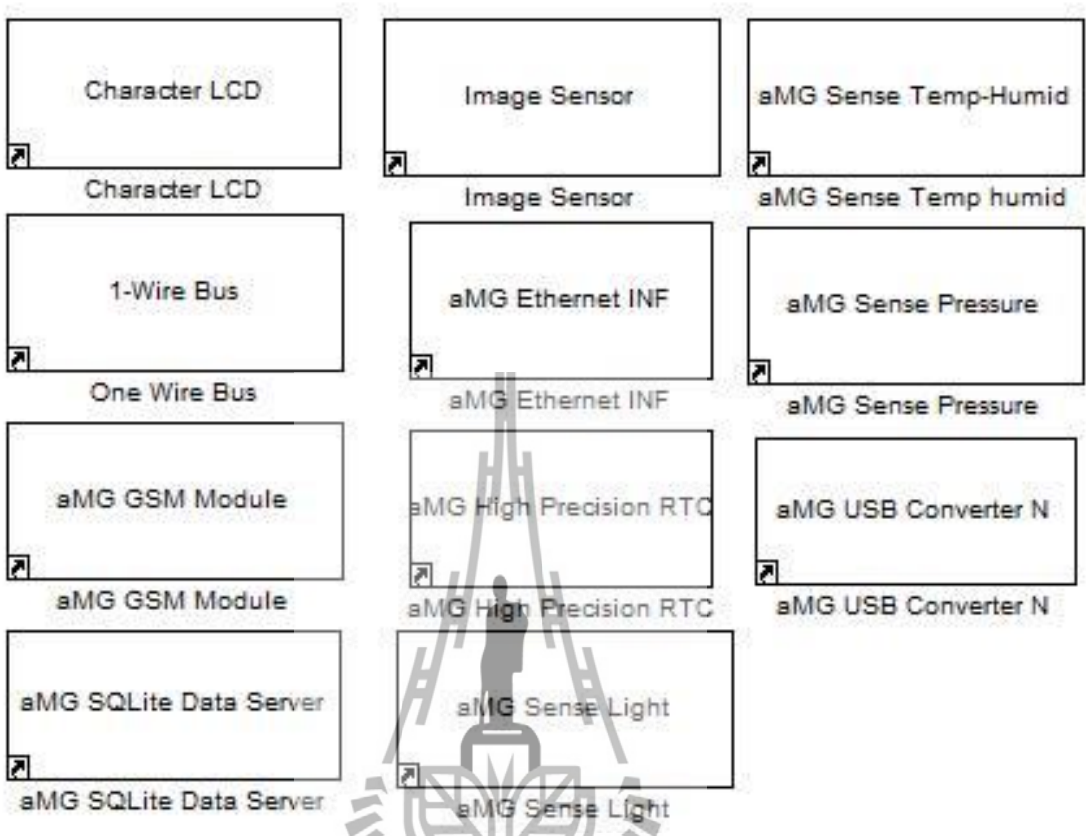 Character LCD
Character LCD
Image Sensor
Image Sensor
aMG Sense Temp-Humid
aMG Sense Temp humid
1-Wire Bus
One Wire Bus
aMG Ethernet INF
aMG Ethernet INF
aMG Sense Pressure
aMG Sense Pressure
aMG GSM Module
aMG GSM Module
aMG High Precision RTC
aMG High Precision RTC
aMG USB Converter N
aMG USB Converter N
aMG SQLite Data Server
aMG SQLite Data Server
aMG Sense Light
aMG Sense Light